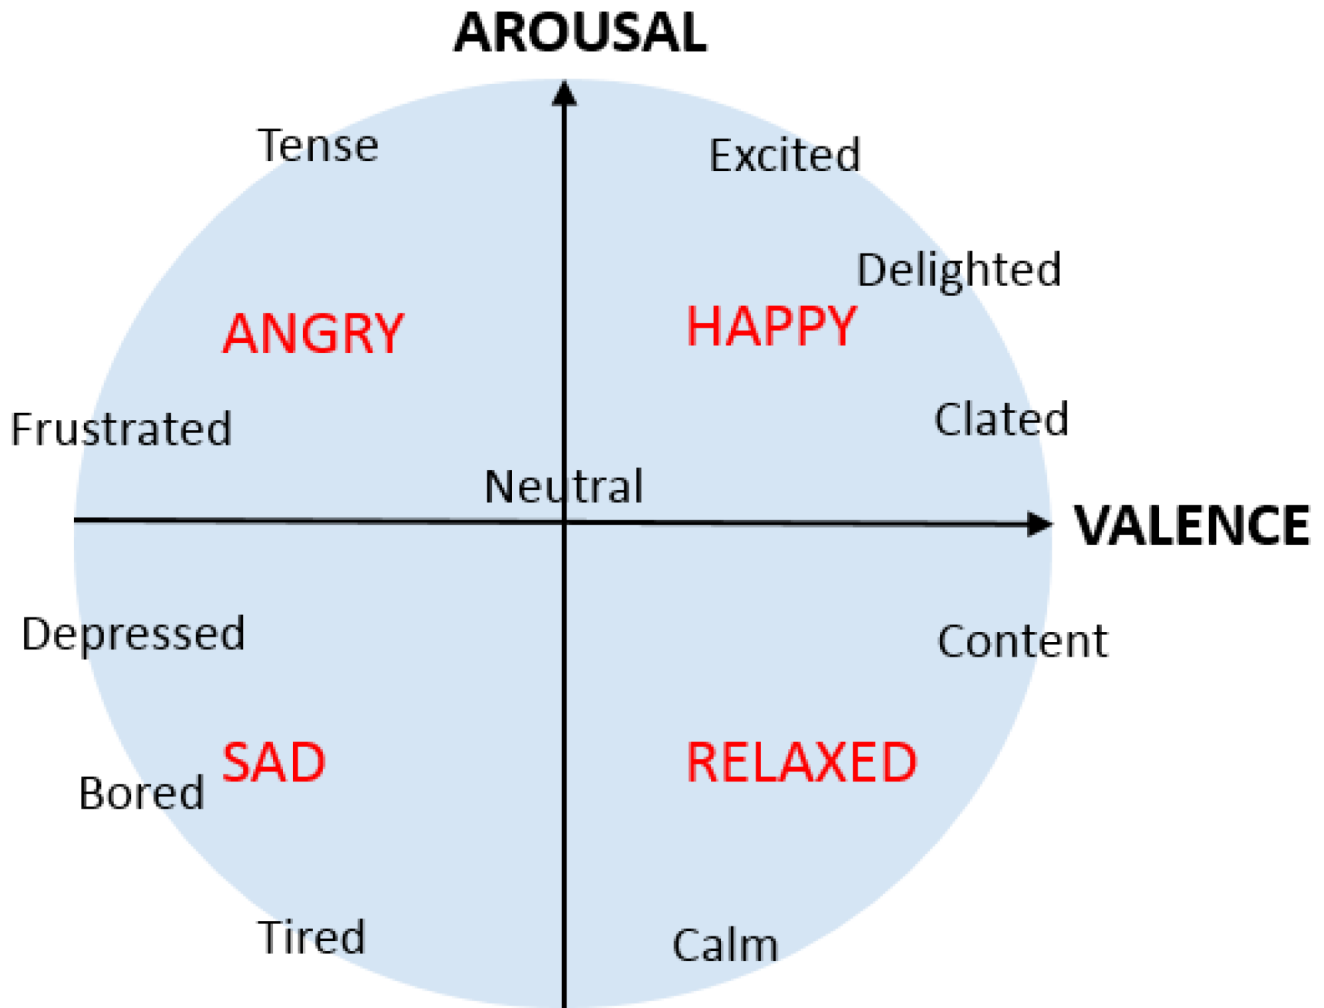 AROUSAL
Tense
Excited
Delighted
ANGRY
HAPPY
Frustrated
Clated
Neutral
VALENCE
Depressed
Content
SAD
RELAXED
Bored
Tired
Calm